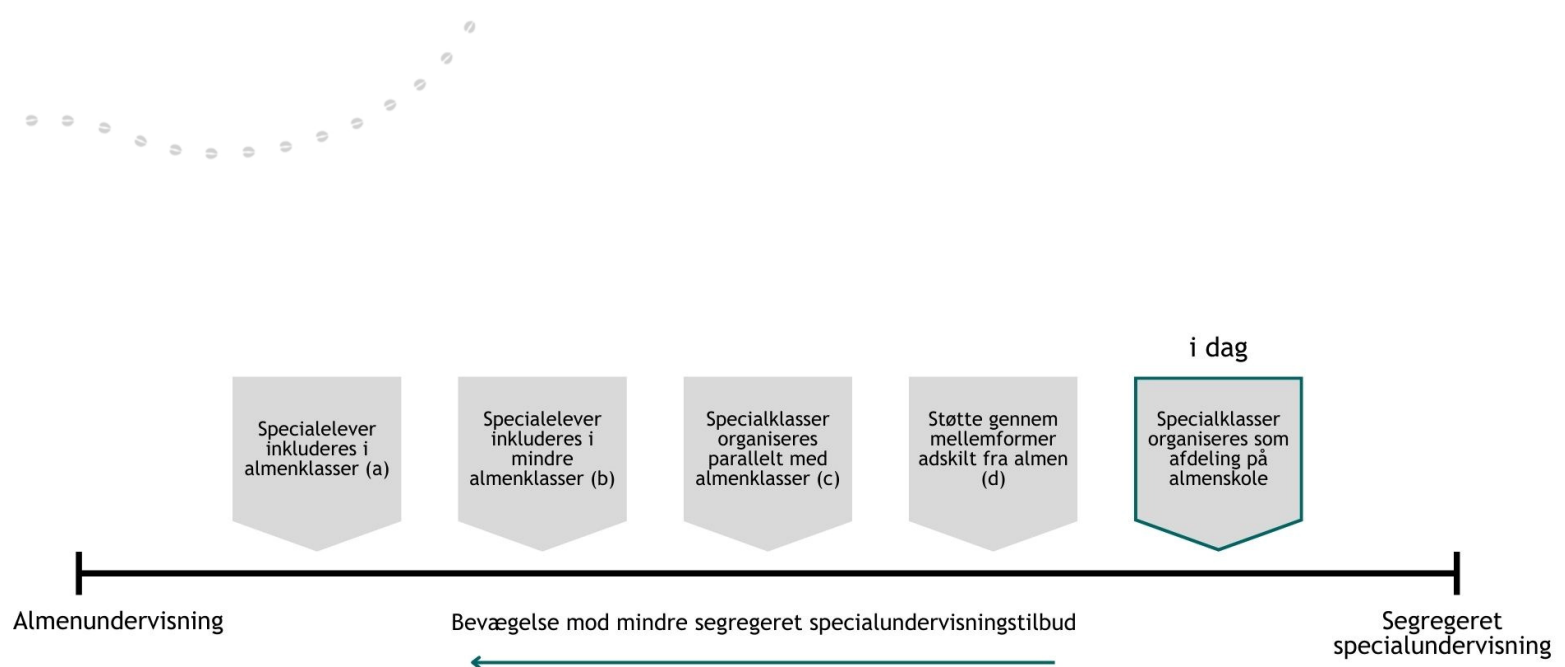 i dag
Specialelever
inkluderes i
almenklasser (a)
Specialelever
inkluderes i
mindre
almenklasser (b)
Specialklasser
organiseres
parallelt med
almenklasser (c)
Støtte gennem
mellemformer
adskilt fra almen
(d)
Specialklasser
organiseres som
afdeling på
almenskole
Almenundervisning
Bevægelse mod mindre segregeret specialundervisningstilbud
Segregeret
specialundervisning